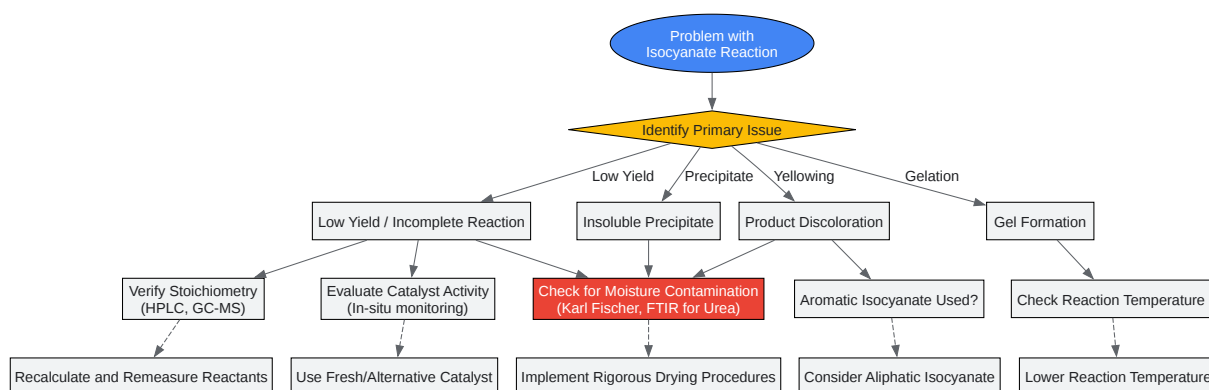 Problem with
Isocyanate Reaction
Identify Primary Issue
Low Yield
Precipitate
Yellowing
Gelation
Low Yield / Incomplete Reaction
Insoluble Precipitate
Product Discoloration
Gel Formation
Verify Stoichiometry
(HPLC, GC-MS)
Evaluate Catalyst Activity
(In-situ monitoring)
Check for Moisture Contamination
(Karl Fischer, FTIR for Urea)
Aromatic Isocyanate Used?
Check Reaction Temperature
Recalculate and Remeasure Reactants
Use Fresh/Alternative Catalyst
Implement Rigorous Drying Procedures
Consider Aliphatic Isocyanate
Lower Reaction Temperature